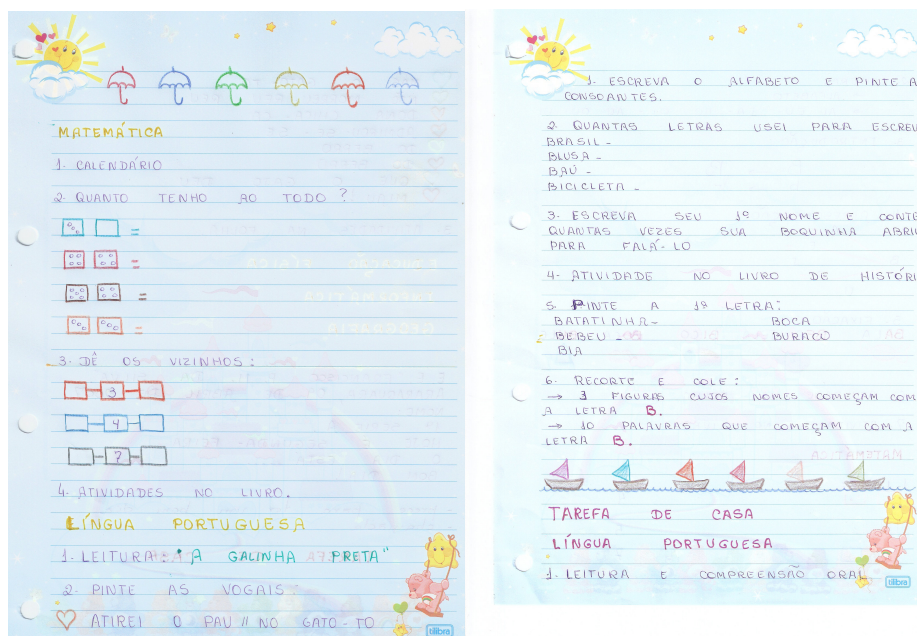 MATEMÁTICA
1- CALENDÁRIO
2- QUANTO TENHO AO TODO ?
=
=
=
=
3- DÊ OS VIZINHOS :
3
4
7
4- ATIVIDADES NO LIVRO.
LÍNGUA PORTUGUESA
1- LEITURA : "A GALINHA PRETA"
2- PINTE AS VOGAIS :
ATIREI O PAU // NO GATO - TO
tilibra
1- ESCREVA O ALFABETO E PINTE A
CONSOANTES.
2- QUANTAS LETRAS USEI PARA ESCREV
BRASIL -
BLUSA -
BAÚ -
BICICLETA -
3- ESCREVA SEU 1º NOME E CONTE
QUANTAS VEZES SUA BOQUINHA ABRIU
PARA FALÁ-LO
4- ATIVIDADE NO LIVRO DE HISTÓRI
5- PINTE A 1ª LETRA:
BATATINHA- BOCA
BEBEU - BURACO
BIA
6- RECORTE E COLE :
→ 3 FIGURAS CUJOS NOMES COMEÇAM COM
A LETRA B.
→ 10 PALAVRAS QUE COMEÇAM COM A
LETRA B.
TAREFA DE CASA
LÍNGUA PORTUGUESA
1- LEITURA E COMPREENSÃO ORAL
tilibra